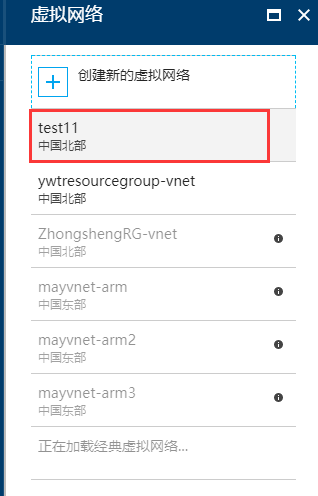 虚拟网络
创建新的虚拟网络
test11
中国北部
ywtresourcegroup-vnet
中国北部
ZhongshengRG-vnet
中国北部
mayvnet-arm
中国东部
mayvnet-arm2
中国东部
mayvnet-arm3
中国东部
正在加载经典虚拟网络...